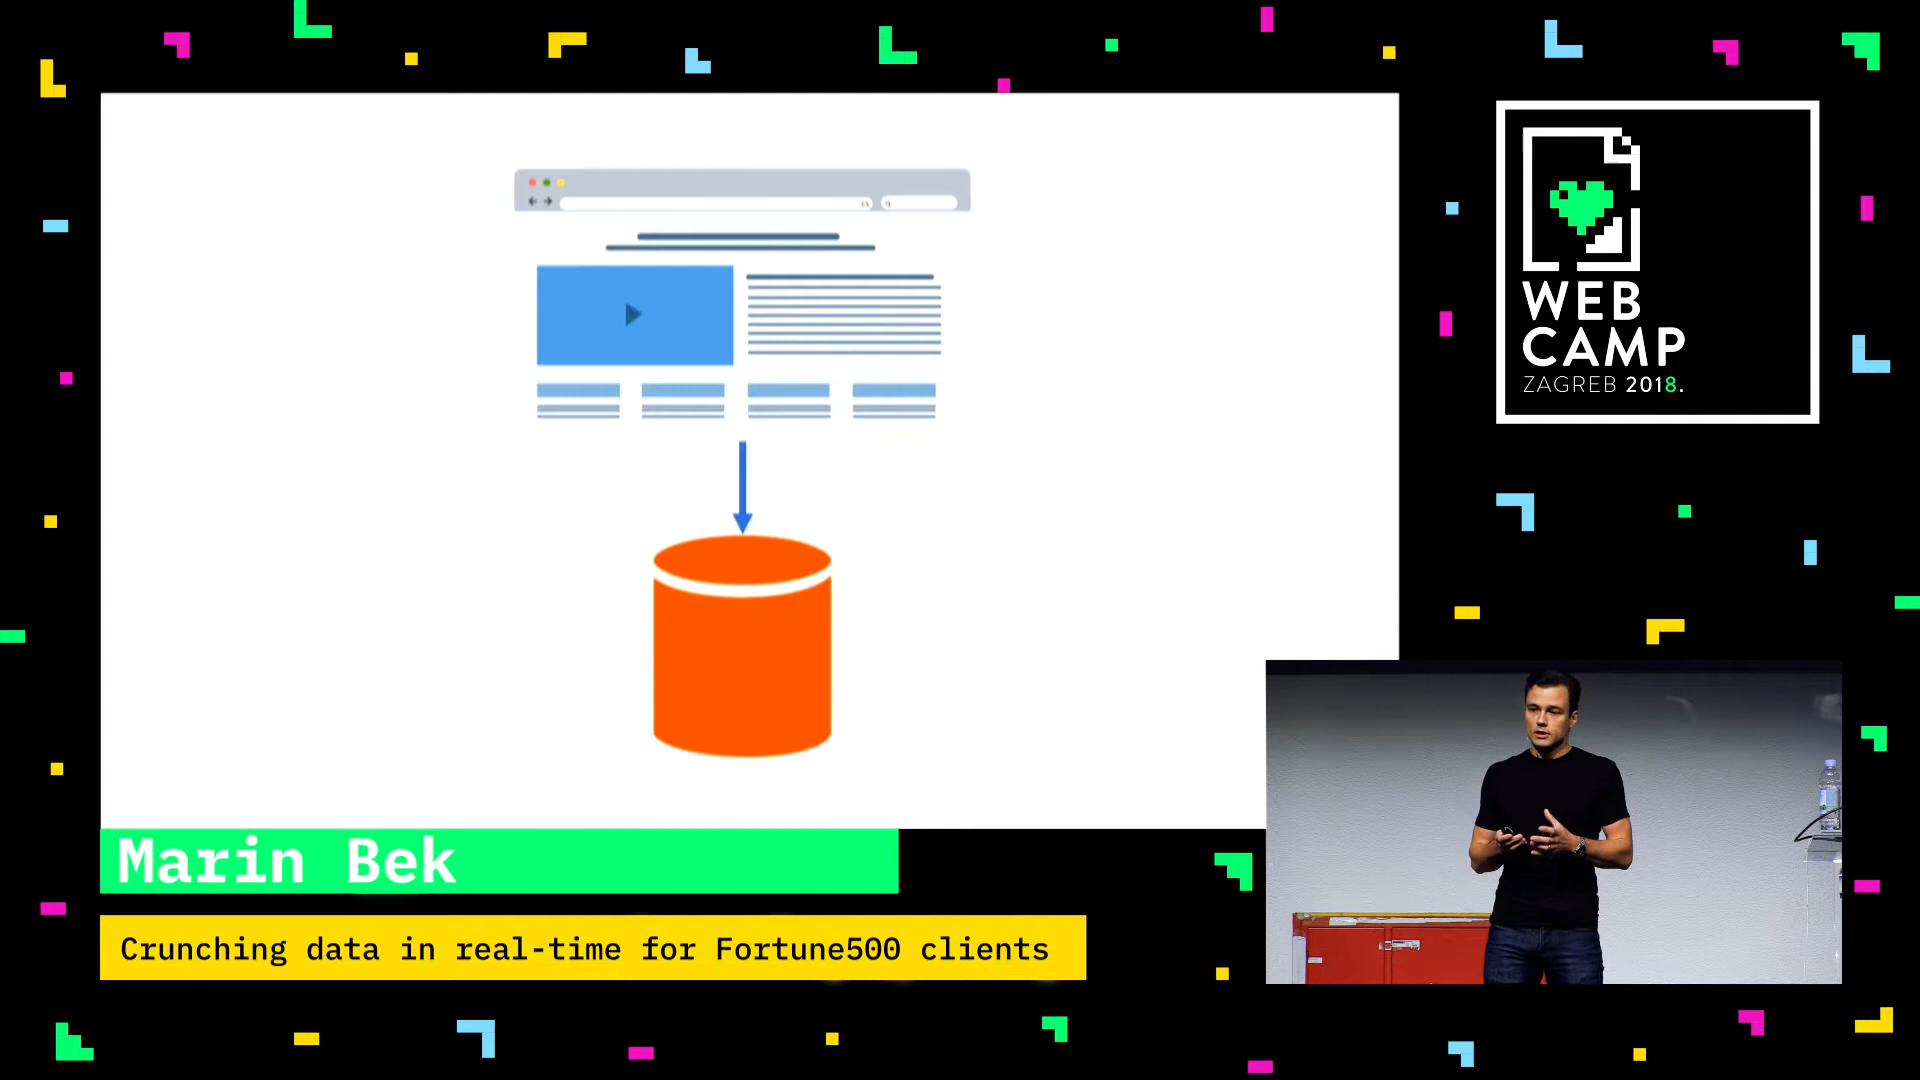 WEB
CAMP
ZAGREB 2018.
Marin Bek
Crunching data in real-time for Fortune500 clients